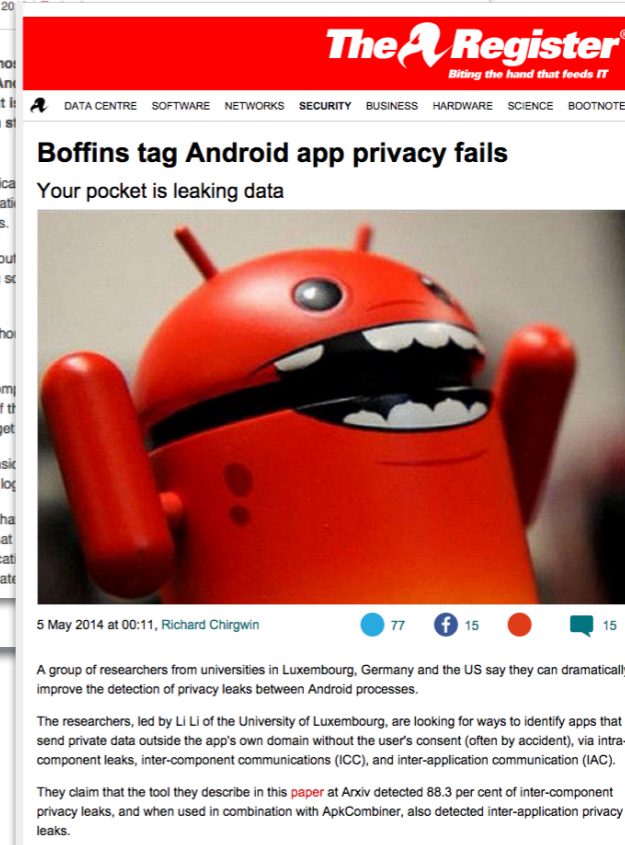 The Register®
Biting the hand that feeds IT
DATA CENTRE SOFTWARE NETWORKS SECURITY BUSINESS HARDWARE SCIENCE BOOTNOTE
Boffins tag Android app privacy fails
Your pocket is leaking data
5 May 2014 at 00:11, Richard Chirgwin 77 15 15
A group of researchers from universities in Luxembourg, Germany and the US say they can dramatically
improve the detection of privacy leaks between Android processes.
The researchers, led by Li Li of the University of Luxembourg, are looking for ways to identify apps that
send private data outside the app's own domain without the user's consent (often by accident), via intra-
component leaks, inter-component communications (ICC), and inter-application communication (IAC).
They claim that the tool they describe in this paper at Arxiv detected 88.3 per cent of inter-component
privacy leaks, and when used in combination with ApkCombiner, also detected inter-application privacy
leaks.